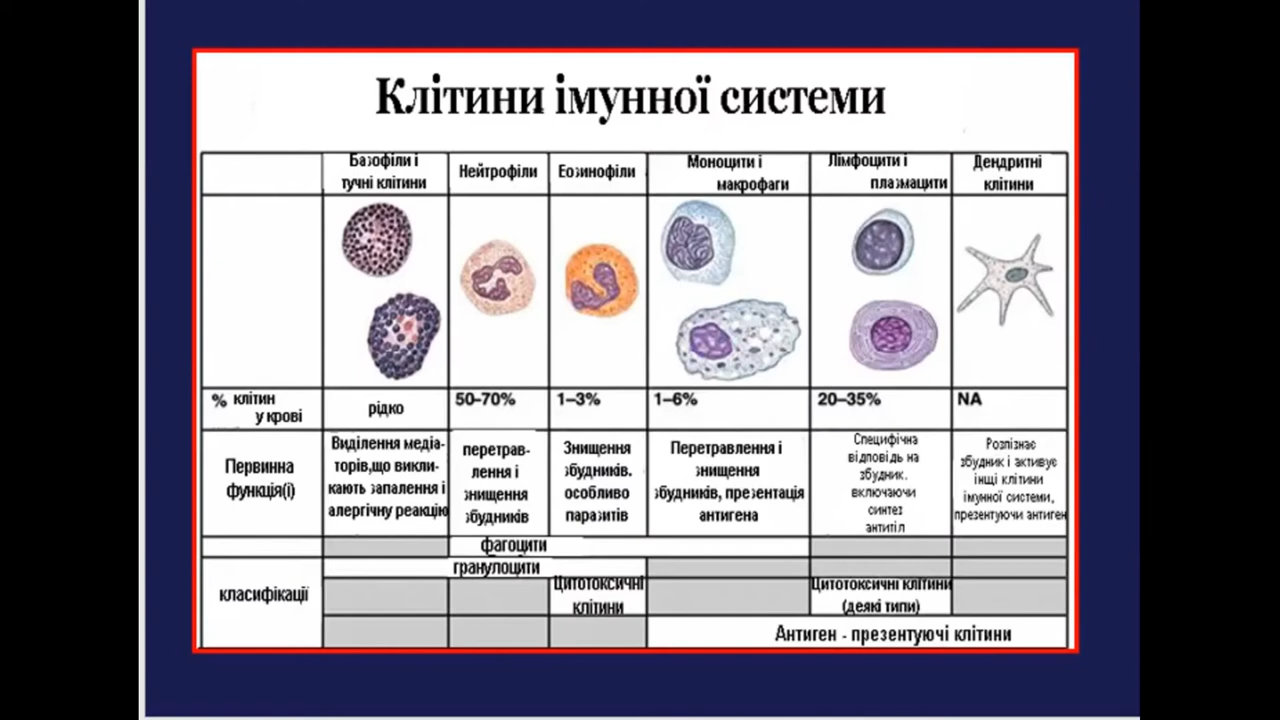 Клітини імунної системи
Базофіли і
тучні клітини
Нейтрофіли
Еозинофіли
Моноцити і
макрофаги
Лімфоцити і
плазмацити
Дендритні
клітини
% клітин
у крові
рідко
50–70%
1–3%
1–6%
20–35%
NA
Первинна
функція(і)
Виділення медіа-
торів,що викли-
кають запалення і
алергічну реакцію
перетрав-
лення і
знищення
збудників
Знищення
збудників.
особливо
паразитів
Перетравлення і
знищення
збудників, презентація
антигена
Специфічна
відповідь на
збудник.
включаючи
синтез
антитіл
Розпізнає
збудник і активує
інщі клітини
імунної системи,
презентуючи антиген
фагоцити
гранулоцити
класифікації
Цитотоксичні
клітини
Цитотоксичні клітини
(деякі типи)
Антиген - презентуючі клітини